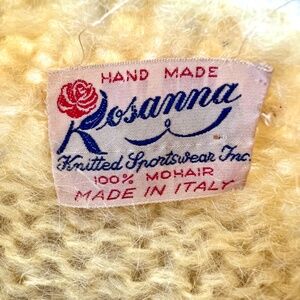 HAND MADE
Rosanna
Knitted Sportswear Inc.
100% MOHAIR
MADE IN ITALY